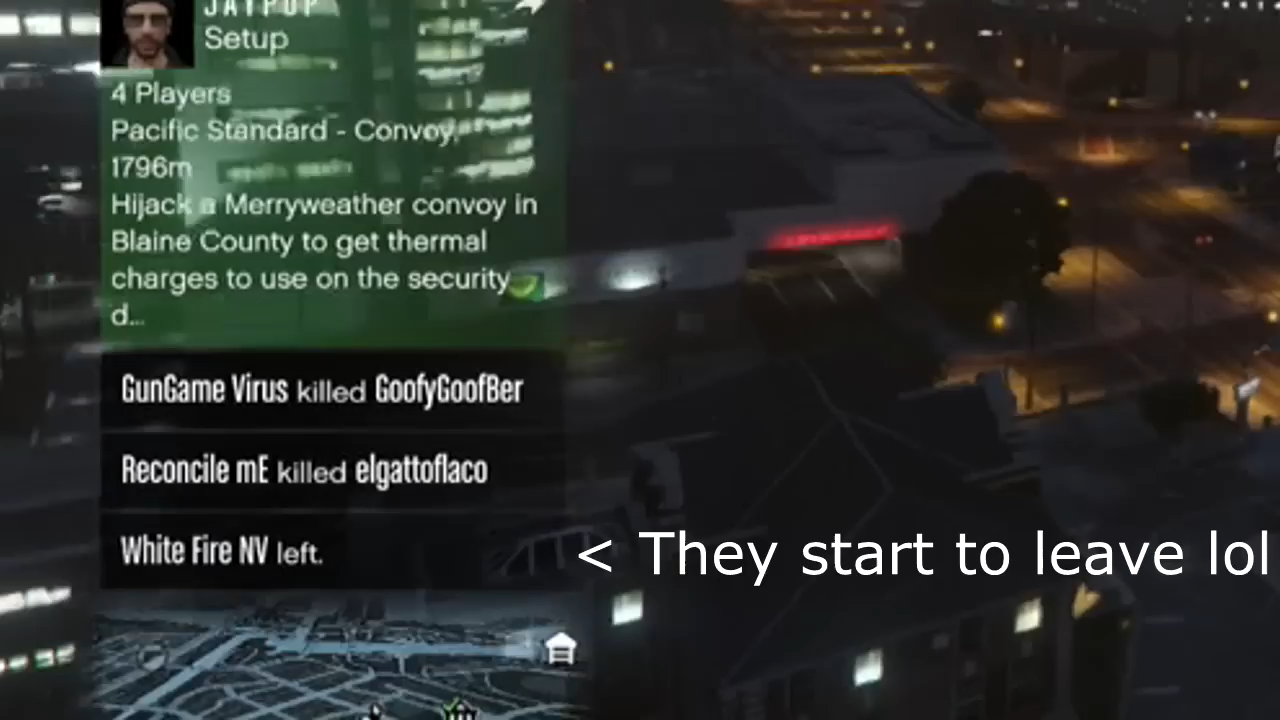 JAYPOP
Setup
4 Players
Pacific Standard - Convoy,
1796m
Hijack a Merryweather convoy in
Blaine County to get thermal
charges to use on the security
d...
GunGame Virus killed GoofyGoofBer
Reconcile mE killed elgattoflaco
White Fire NV left.
< They start to leave lol